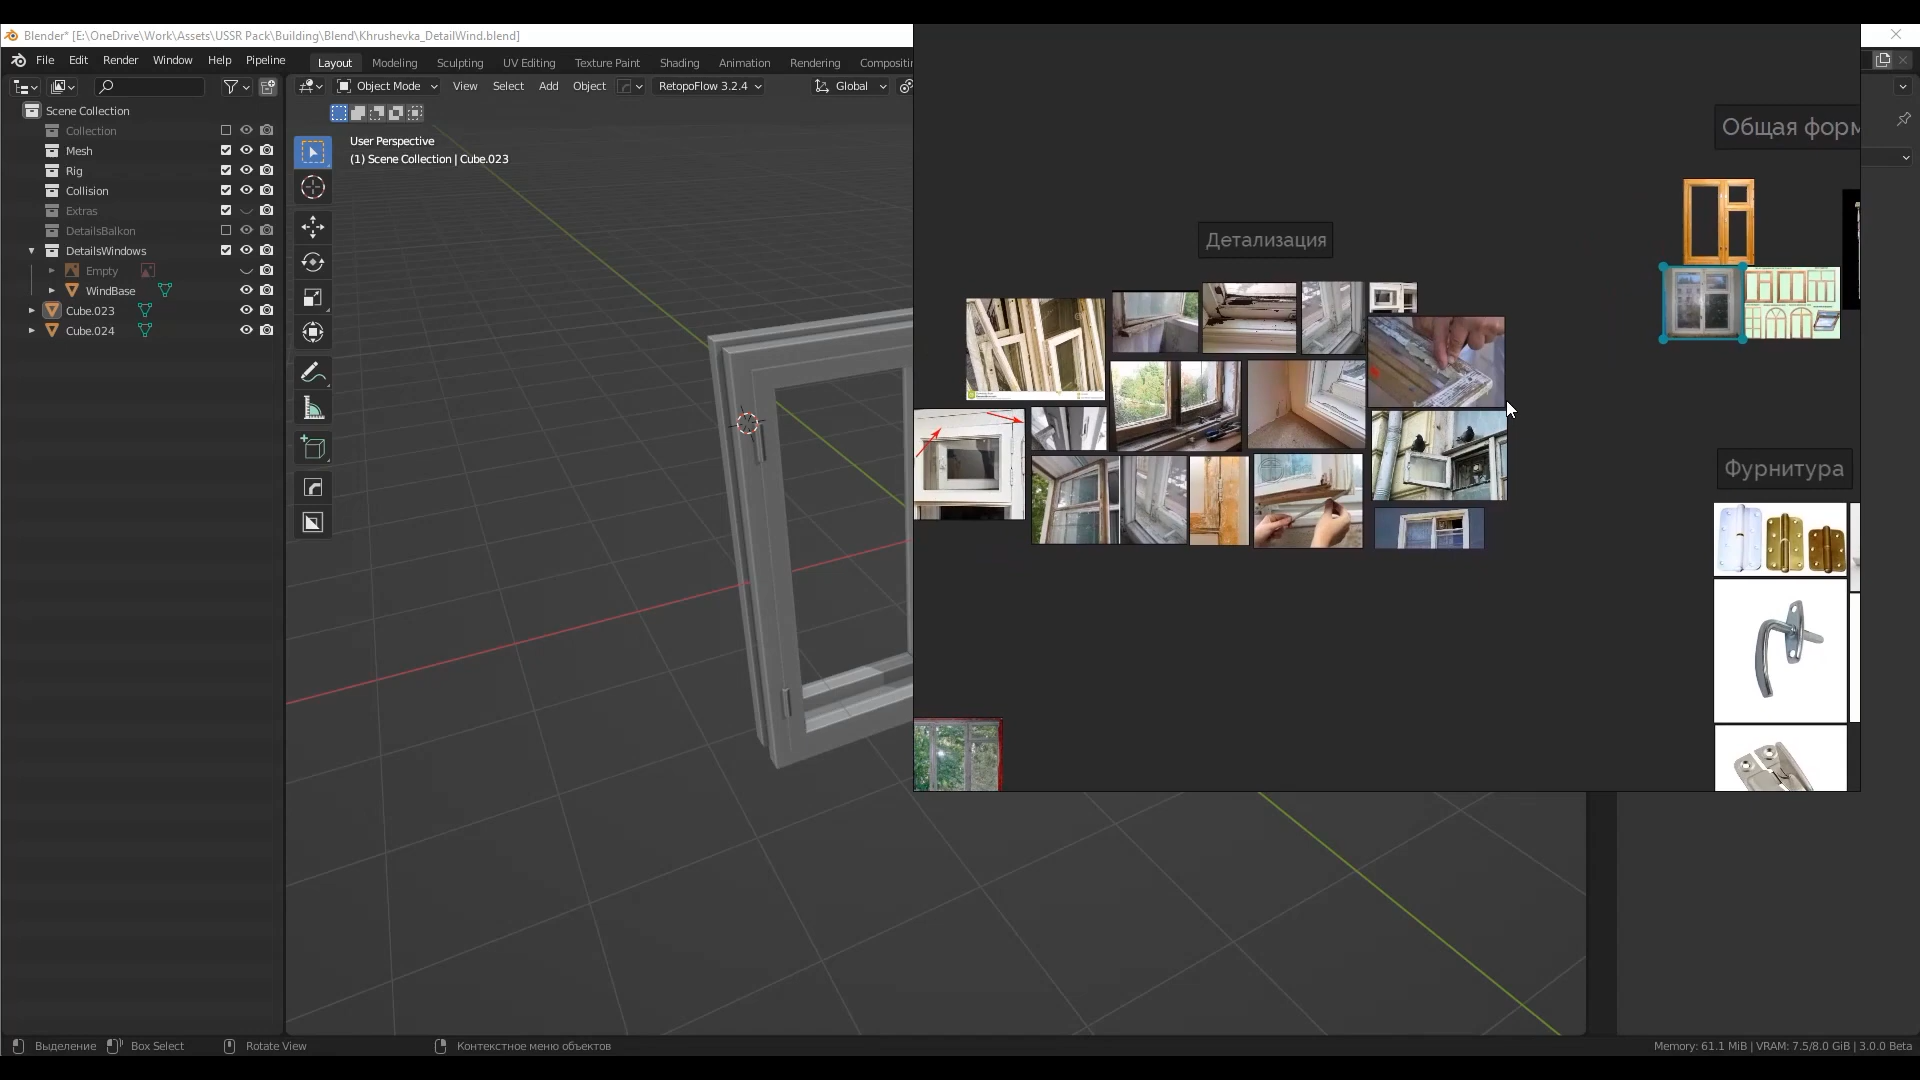 Blender* [E:\OneDrive\Work\Assets\USSR Pack\Building\Blend\Khrushevka_DetailWind.blend]
File Edit Render Window Help Pipeline
Layout Modeling Sculpting UV Editing Texture Paint Shading Animation Rendering Compositin
Object Mode View Select Add Object RetopoFlow 3.2.4 Global
Scene Collection
Collection
Mesh
Rig
Collision
Extras
DetailsBalkon
DetailsWindows
Empty
WindBase
Cube.023
Cube.024
User Perspective
(1) Scene Collection | Cube.023
Общая форм
Детализация
Фурнитура
Выделение Box Select Rotate View Контекстное меню объектов
Memory: 61.1 MiB | VRAM: 7.5/8.0 GiB | 3.0.0 Beta